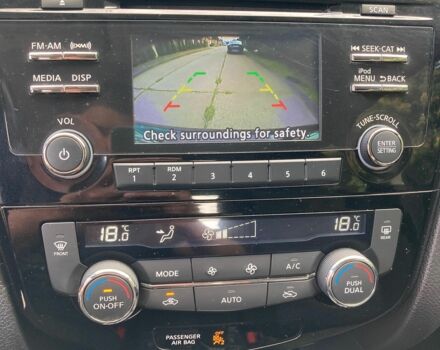 SCAN
FM·AM
(XM)
MEDIA
DISP
SEEK·CAT
iPod
MENU
BACK
VOL
TUNE·SCROLL
ENTER
SETTING
Check surroundings for safety.
RPT
1
RDM
2
3
4
5
6
18.0
°C
18.0
°C
FRONT
REAR
MODE
A/C
AUTO
PUSH
ON·OFF
PUSH
DUAL
PASSENGER
AIR BAG